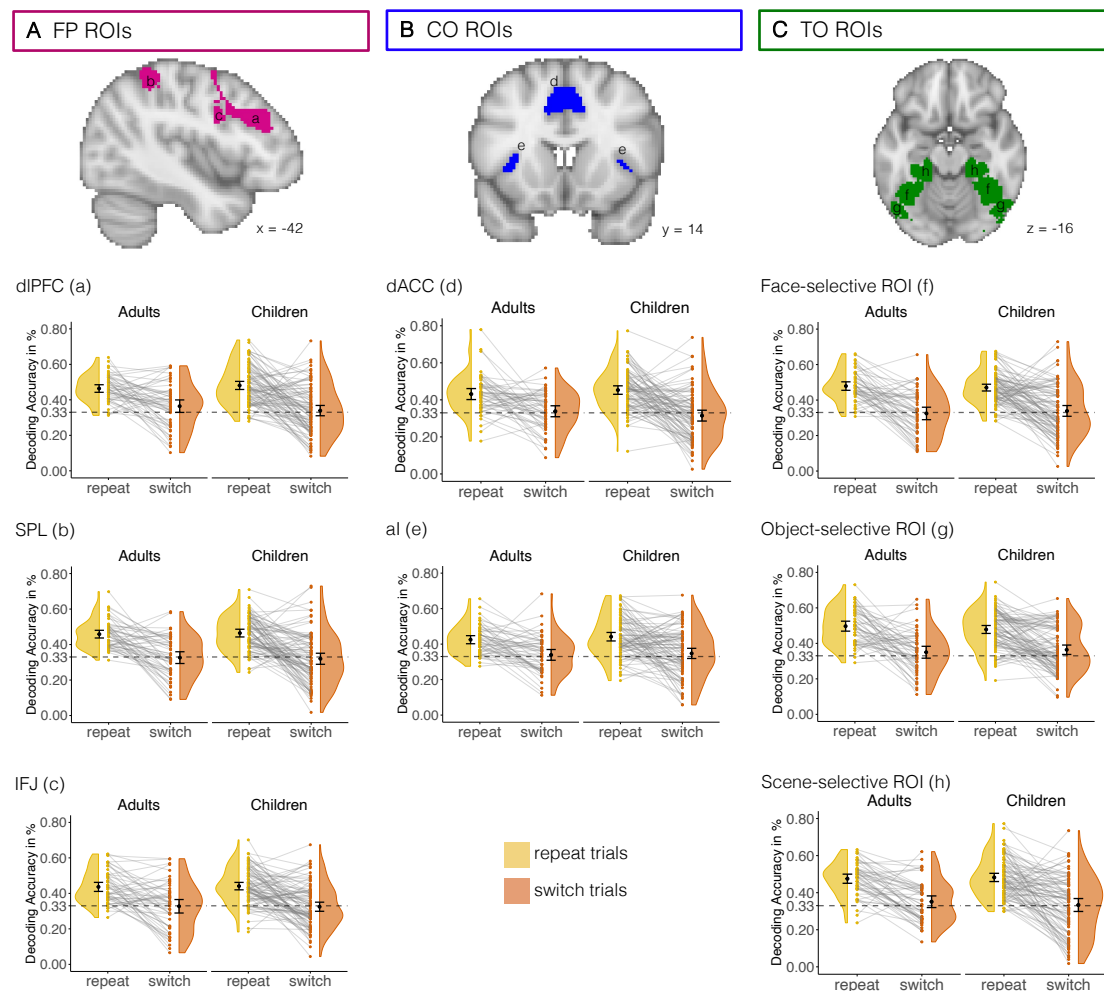 A FP ROIs
B CO ROIs
C TO ROIs
b
c
a
x = -42
d
e
e
y = 14
h
h
f
f
g
g
z = -16
dlPFC (a)
Adults
Children
Decoding Accuracy in %
0.80
0.60
0.40
0.33
0.20
0.00
repeat
switch
repeat
switch
dACC (d)
Adults
Children
Decoding Accuracy in %
0.80
0.60
0.40
0.33
0.20
0.00
repeat
switch
repeat
switch
Face-selective ROI (f)
Adults
Children
Decoding Accuracy in %
0.80
0.60
0.40
0.33
0.20
0.00
repeat
switch
repeat
switch
SPL (b)
Adults
Children
Decoding Accuracy in %
0.80
0.60
0.40
0.33
0.20
0.00
repeat
switch
repeat
switch
aI (e)
Adults
Children
Decoding Accuracy in %
0.80
0.60
0.40
0.33
0.20
0.00
repeat
switch
repeat
switch
Object-selective ROI (g)
Adults
Children
Decoding Accuracy in %
0.80
0.60
0.40
0.33
0.20
0.00
repeat
switch
repeat
switch
IFJ (c)
Adults
Children
Decoding Accuracy in %
0.80
0.60
0.40
0.33
0.20
0.00
repeat
switch
repeat
switch
repeat trials
switch trials
Scene-selective ROI (h)
Adults
Children
Decoding Accuracy in %
0.80
0.60
0.40
0.33
0.20
0.00
repeat
switch
repeat
switch